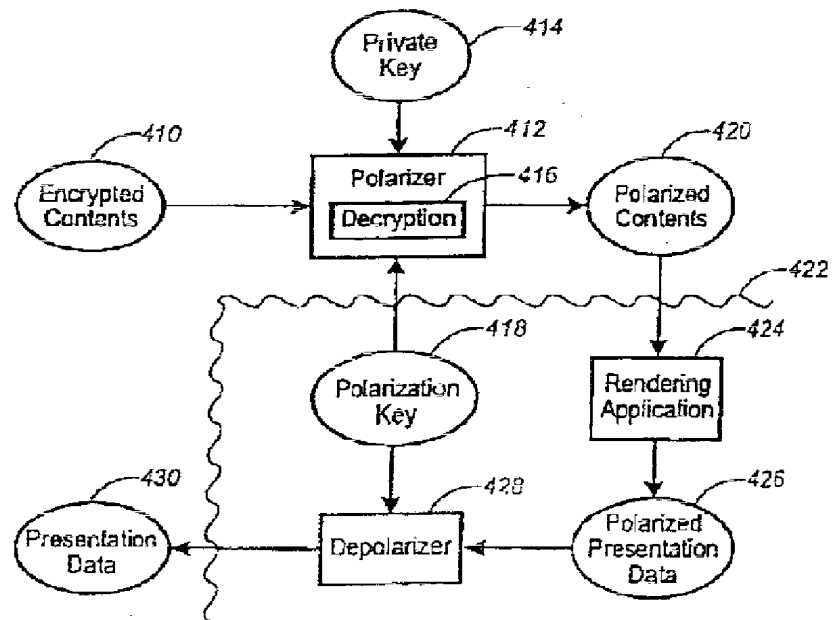 Private
Key
414
410
412
420
Encrypted
Contents
Polarizer
416
Decryption
Polarized
Contents
422
418
424
Polarization
Key
Rendering
Application
430
428
426
Presentation
Data
Depolarizer
Polarized
Presentation
Data